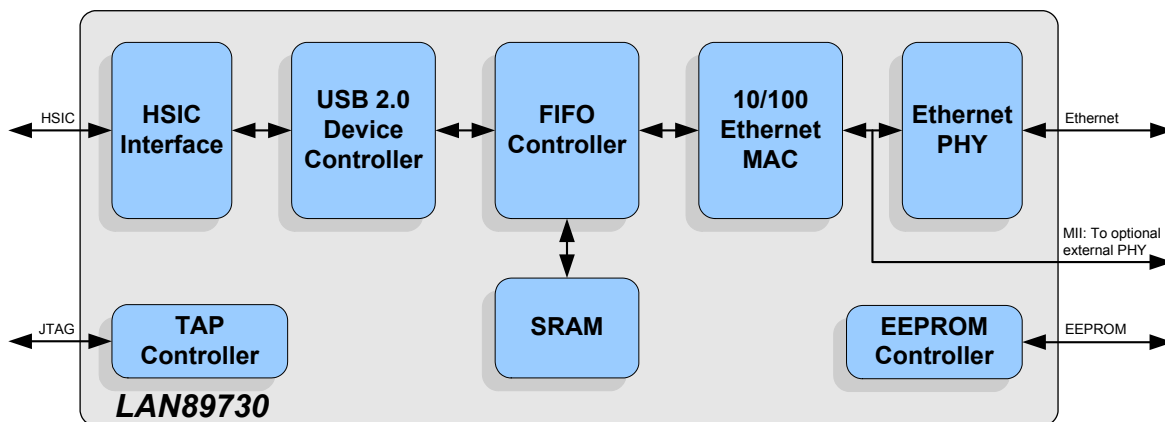 HSIC
HSIC
Interface
USB 2.0
Device
Controller
FIFO
Controller
10/100
Ethernet
MAC
Ethernet
PHY
Ethernet
MII: To optional
external PHY
SRAM
JTAG
TAP
Controller
EEPROM
Controller
EEPROM
LAN89730